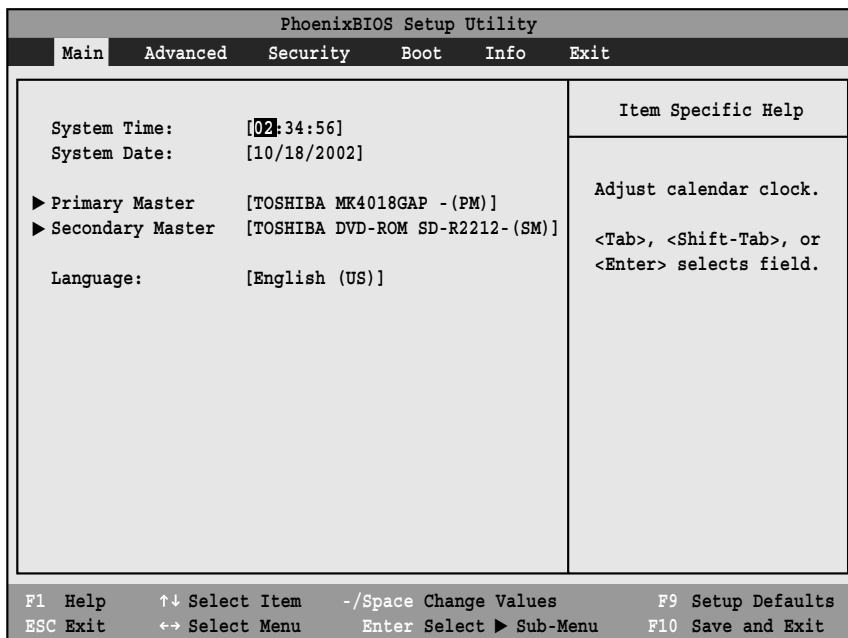 PhoenixBIOS Setup Utility
Main Advanced Security Boot Info Exit
System Time: [02:34:56]
System Date: [10/18/2002]
▶ Primary Master [TOSHIBA MK4018GAP -(PM)]
▶ Secondary Master [TOSHIBA DVD-ROM SD-R2212-(SM)]
Language: [English (US)]
Item Specific Help
Adjust calendar clock.
<Tab>, <Shift-Tab>, or
<Enter> selects field.
F1 Help ↑↓ Select Item -/Space Change Values F9 Setup Defaults
ESC Exit ←→ Select Menu Enter Select ▶ Sub-Menu F10 Save and Exit